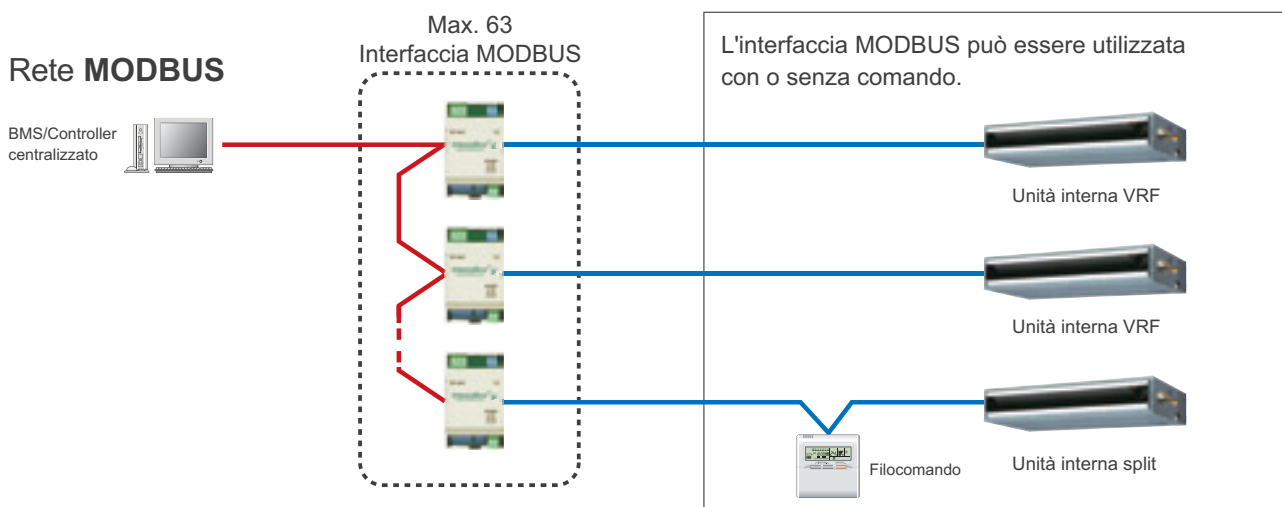 Max. 63
Interfaccia MODBUS
Rete MODBUS
BMS/Controller
centralizzato
L'interfaccia MODBUS può essere utilizzata
con o senza comando.
Unità interna VRF
Unità interna VRF
Filocomando
Unità interna split